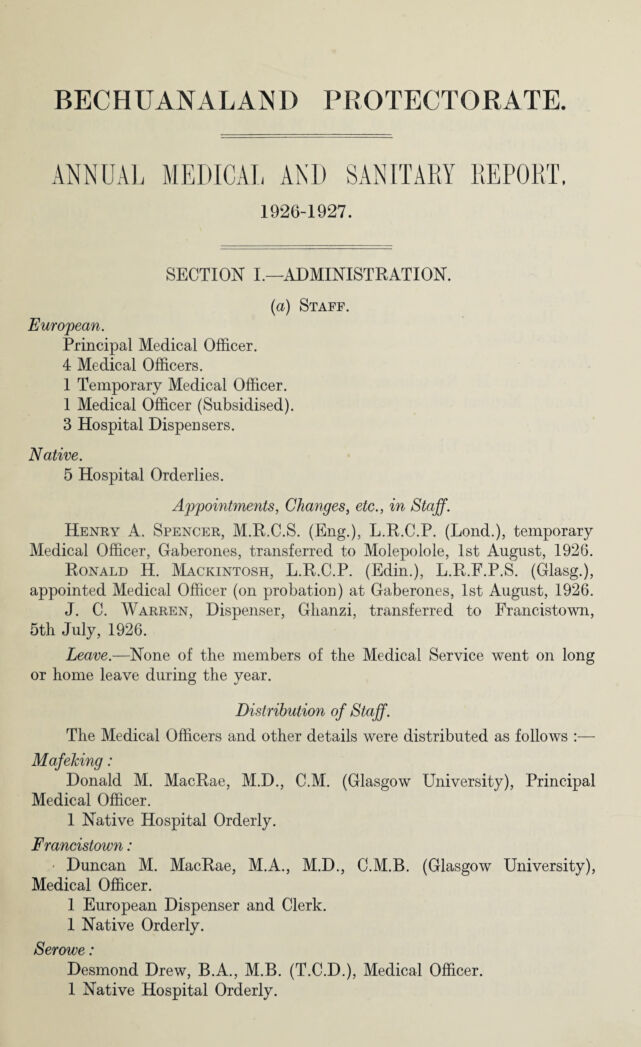 BECHUANALAND PROTECTORATE.
ANNUAL MEDICAL AND SANITARY REPORT,
1926-1927.
SECTION I.—ADMINISTRATION.
(a) STAFF.
European.
Principal Medical Officer.
4 Medical Officers.
1 Temporary Medical Officer.
1 Medical Officer (Subsidised).
3 Hospital Dispensers.
Native.
5 Hospital Orderlies.
Appointments, Changes, etc., in Staff.
HENRY A. SPENCER, M.R.C.S. (Eng.), L.R.C.P. (Lond.), temporary
Medical Officer, Gaberones, transferred to Molepolole, 1st August, 1926.
RONALD H. MACKINTOSH, L.R.C.P. (Edin.), L.R.F.P.S. (Glasg.),
appointed Medical Officer (on probation) at Gaberones, 1st August, 1926.
J. C. WARREN, Dispenser, Ghanzi, transferred to Francistown,
5th July, 1926.
Leave.—None of the members of the Medical Service went on long
or home leave during the year.
Distribution of Staff.
The Medical Officers and other details were distributed as follows :—
Mafeking :
Donald M. MacRae, M.D., C.M. (Glasgow University), Principal
Medical Officer.
1 Native Hospital Orderly.
Francistown :
Duncan M. MacRae, M.A., M.D., C.M.B. (Glasgow University),
Medical Officer.
1 European Dispenser and Clerk.
1 Native Orderly.
Serowe :
Desmond Drew, B.A., M.B. (T.C.D.), Medical Officer.
1 Native Hospital Orderly.